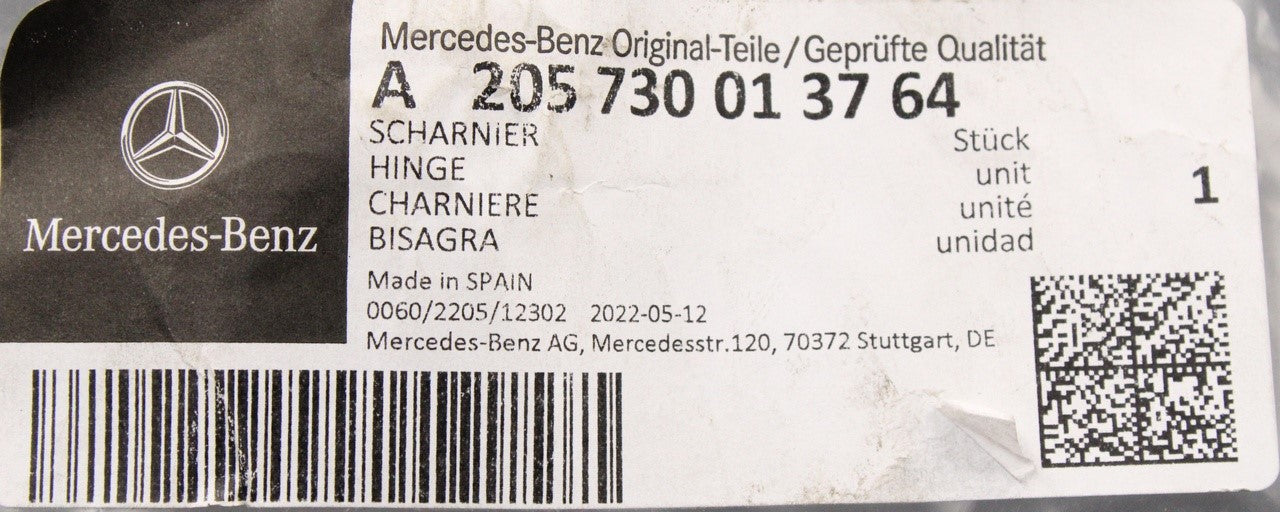 Mercedes-Benz
Mercedes-Benz Original-Teile/Geprüfte Qualität
A 205 730 01 37 64
SCHARNIER Stück
HINGE unit 1
CHARNIERE unité
BISAGRA unidad
Made in SPAIN
0060/2205/12302 2022-05-12
Mercedes-Benz AG, Mercedesstr.120, 70372 Stuttgart, DE